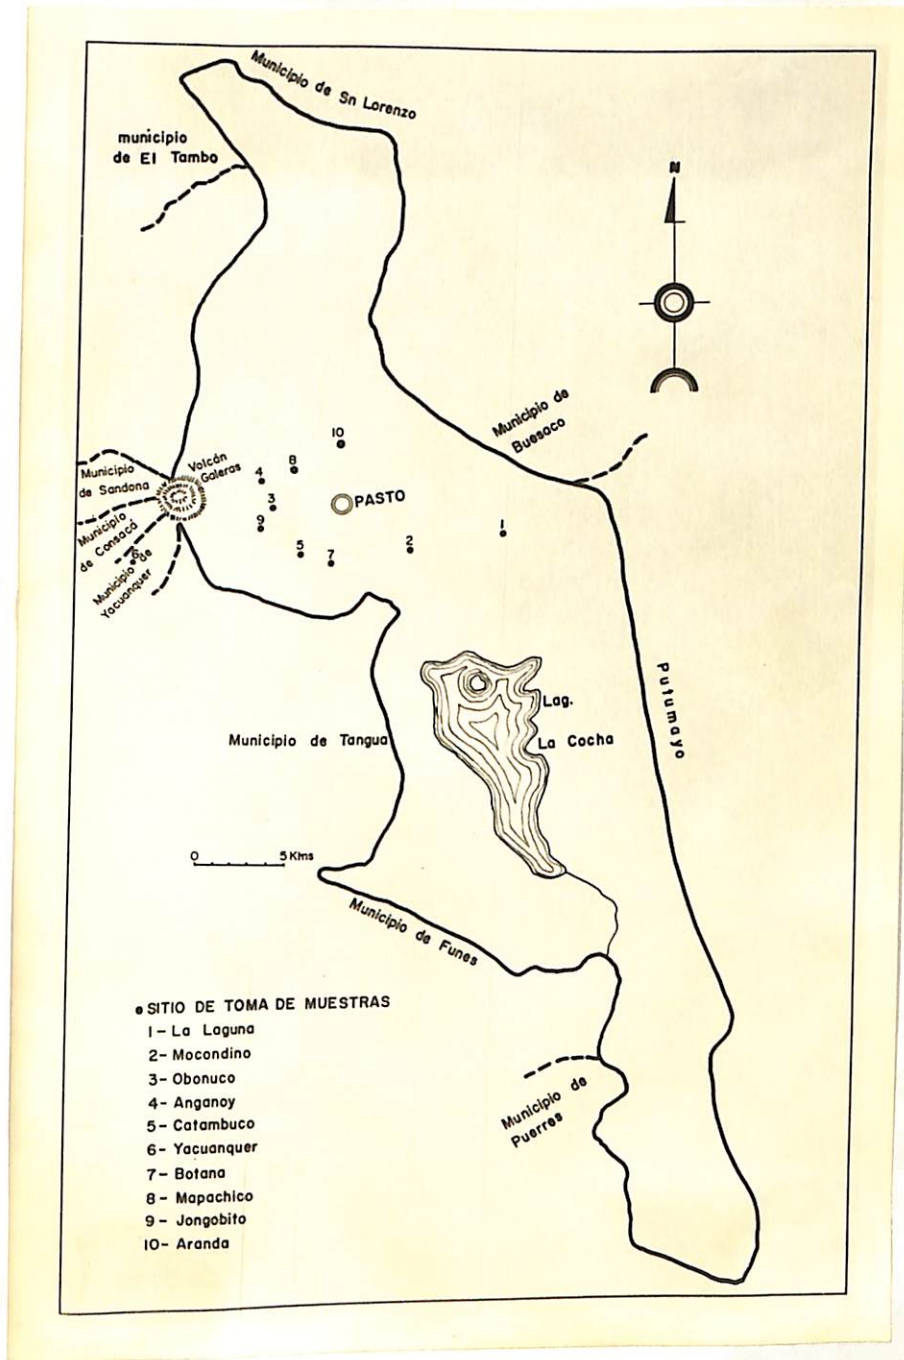 Municipio de Sn Lorenzo
municipio
de El Tambo
N
Municipio de
Buesaco
10
8
4
3
9
5
7
2
1
PASTO
Volcán
Galeras
Municipio
de Sandona
Municipio
de Consacá
6
Municipio de
Yacuanquer
Putumayo
Lag.
La Cocha
Municipio de Tangua
0 5 Klms
Municipio de Funes
SITIO DE TOMA DE MUESTRAS
1- La Laguna
2- Mocondino
3- Obonuco
4- Anganoy
5- Catambuco
6- Yacuanquer
7- Botana
8- Mapachico
9- Jongobito
10- Aranda
Municipio de
Puerres